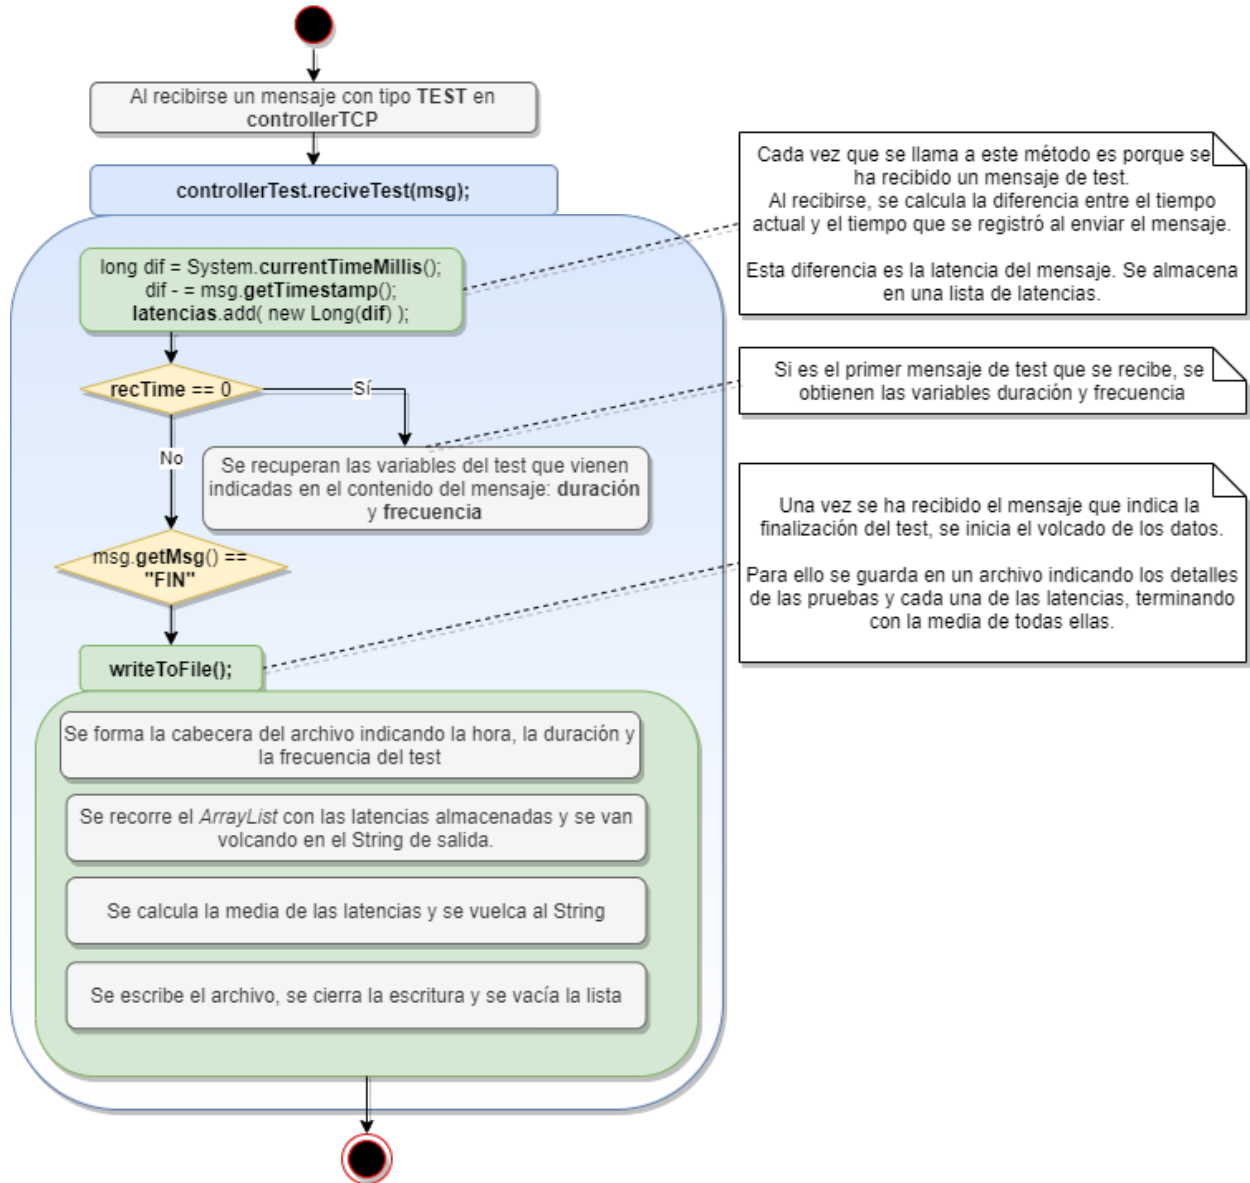 Al recibirse un mensaje con tipo TEST en
controllerTCP
controllerTest.reciveTest(msg);
long dif = System.currentTimeMillis();
dif - = msg.getTimestamp();
latencias.add( new Long(dif) );
Cada vez que se llama a este método es porque se
ha recibido un mensaje de test.
Al recibirse, se calcula la diferencia entre el tiempo
actual y el tiempo que se registró al enviar el mensaje.
Esta diferencia es la latencia del mensaje. Se almacena
en una lista de latencias.
recTime == 0
Sí
No
Si es el primer mensaje de test que se recibe, se
obtienen las variables duración y frecuencia
Se recuperan las variables del test que vienen
indicadas en el contenido del mensaje: duración
y frecuencia
msg.getMsg() ==
"FIN"
Una vez se ha recibido el mensaje que indica la
finalización del test, se inicia el volcado de los datos.
Para ello se guarda en un archivo indicando los detalles
de las pruebas y cada una de las latencias, terminando
con la media de todas ellas.
writeToFile();
Se forma la cabecera del archivo indicando la hora, la duración y
la frecuencia del test
Se recorre el ArrayList con las latencias almacenadas y se van
volcando en el String de salida.
Se calcula la media de las latencias y se vuelca al String
Se escribe el archivo, se cierra la escritura y se vacía la lista